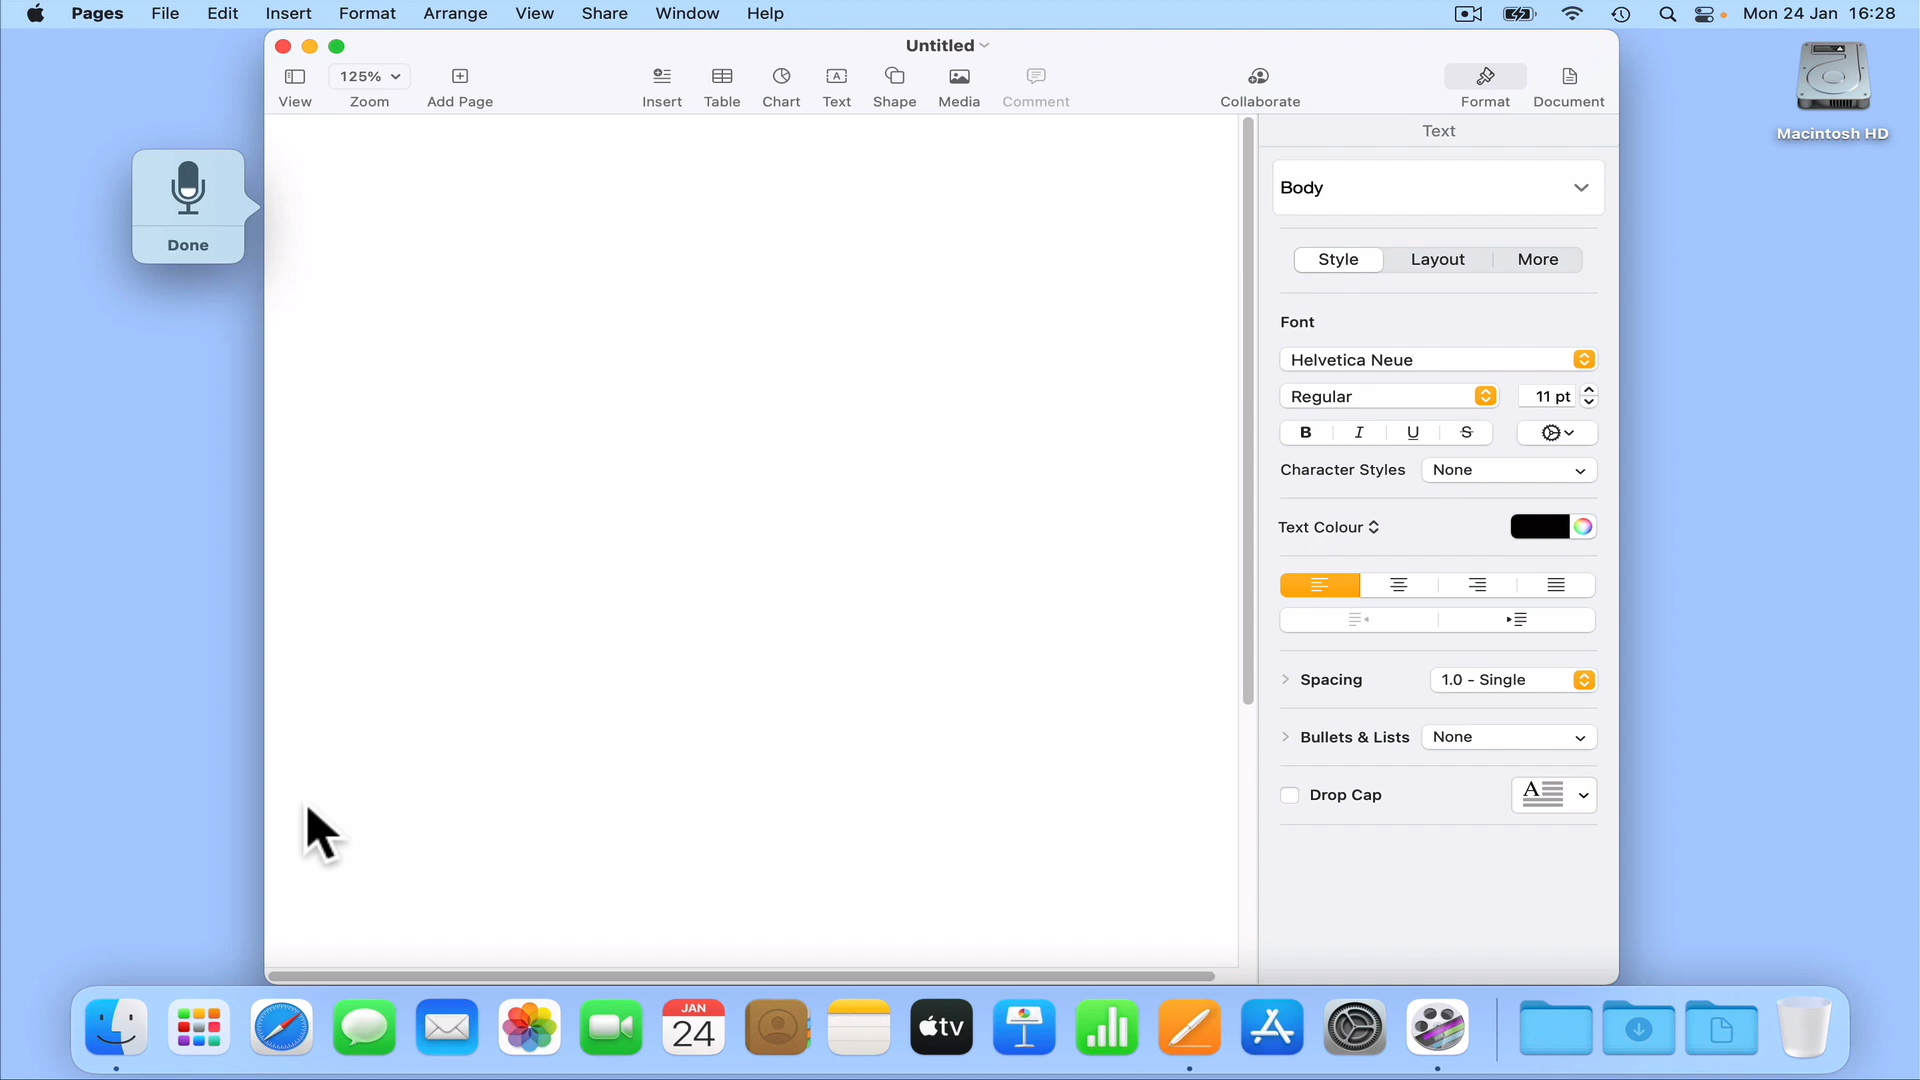 Pages File Edit Insert Format Arrange View Share Window Help Mon 24 Jan 16:28
Untitled
125%
View Zoom Add Page Insert Table Chart Text Shape Media Comment Collaborate Format Document
Macintosh HD
Done
Text
Body
Style Layout More
Font
Helvetica Neue
Regular 11 pt
B I U S
Character Styles None
Text Colour
Spacing 1.0 - Single
Bullets & Lists None
Drop Cap A
JAN
24
tv